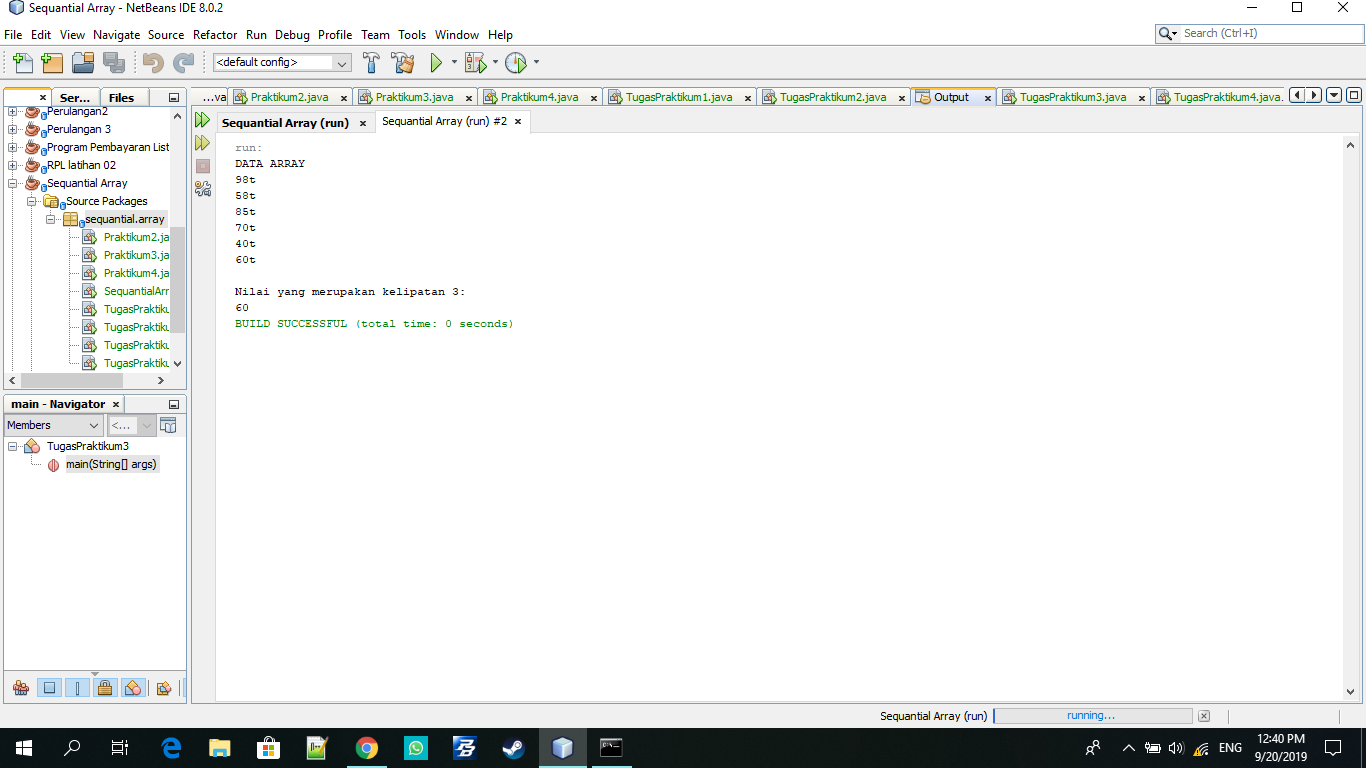 Sequantial Array - NetBeans IDE 8.0.2
File Edit View Navigate Source Refactor Run Debug Profile Team Tools Window Help
Search (Ctrl+I)
<default config>
Ser... Files
...va Praktikum2.java Praktikum3.java Praktikum4.java TugasPraktikum1.java TugasPraktikum2.java Output TugasPraktikum3.java TugasPraktikum4.java
Perulangan2
Perulangan 3
Program Pembayaran List
RPL latihan 02
Sequantial Array
Source Packages
sequantial.array
Praktikum2.ja
Praktikum3.ja
Praktikum4.ja
SequantialArr
TugasPraktiku
TugasPraktiku
TugasPraktiku
TugasPraktiku
main - Navigator
Members <...
TugasPraktikum3
main(String[] args)
Sequantial Array (run) Sequantial Array (run) #2
run:
DATA ARRAY
98t
58t
85t
70t
40t
60t
Nilai yang merupakan kelipatan 3:
60
BUILD SUCCESSFUL (total time: 0 seconds)
Sequantial Array (run) running...
ENG
12:40 PM
9/20/2019